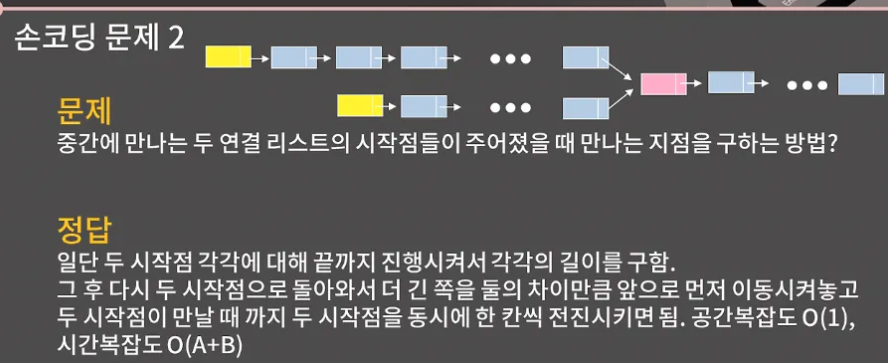 손코딩 문제 2
문제
중간에 만나는 두 연결 리스트의 시작점들이 주어졌을 때 만나는 지점을 구하는 방법?
정답
일단 두 시작점 각각에 대해 끝까지 진행시켜서 각각의 길이를 구함.
그 후 다시 두 시작점으로 돌아와서 더 긴 쪽을 둘의 차이만큼 앞으로 먼저 이동시켜놓고
두 시작점이 만날 때 까지 두 시작점을 동시에 한 칸씩 전진시키면 됨. 공간복잡도 O(1),
시간복잡도 O(A+B)